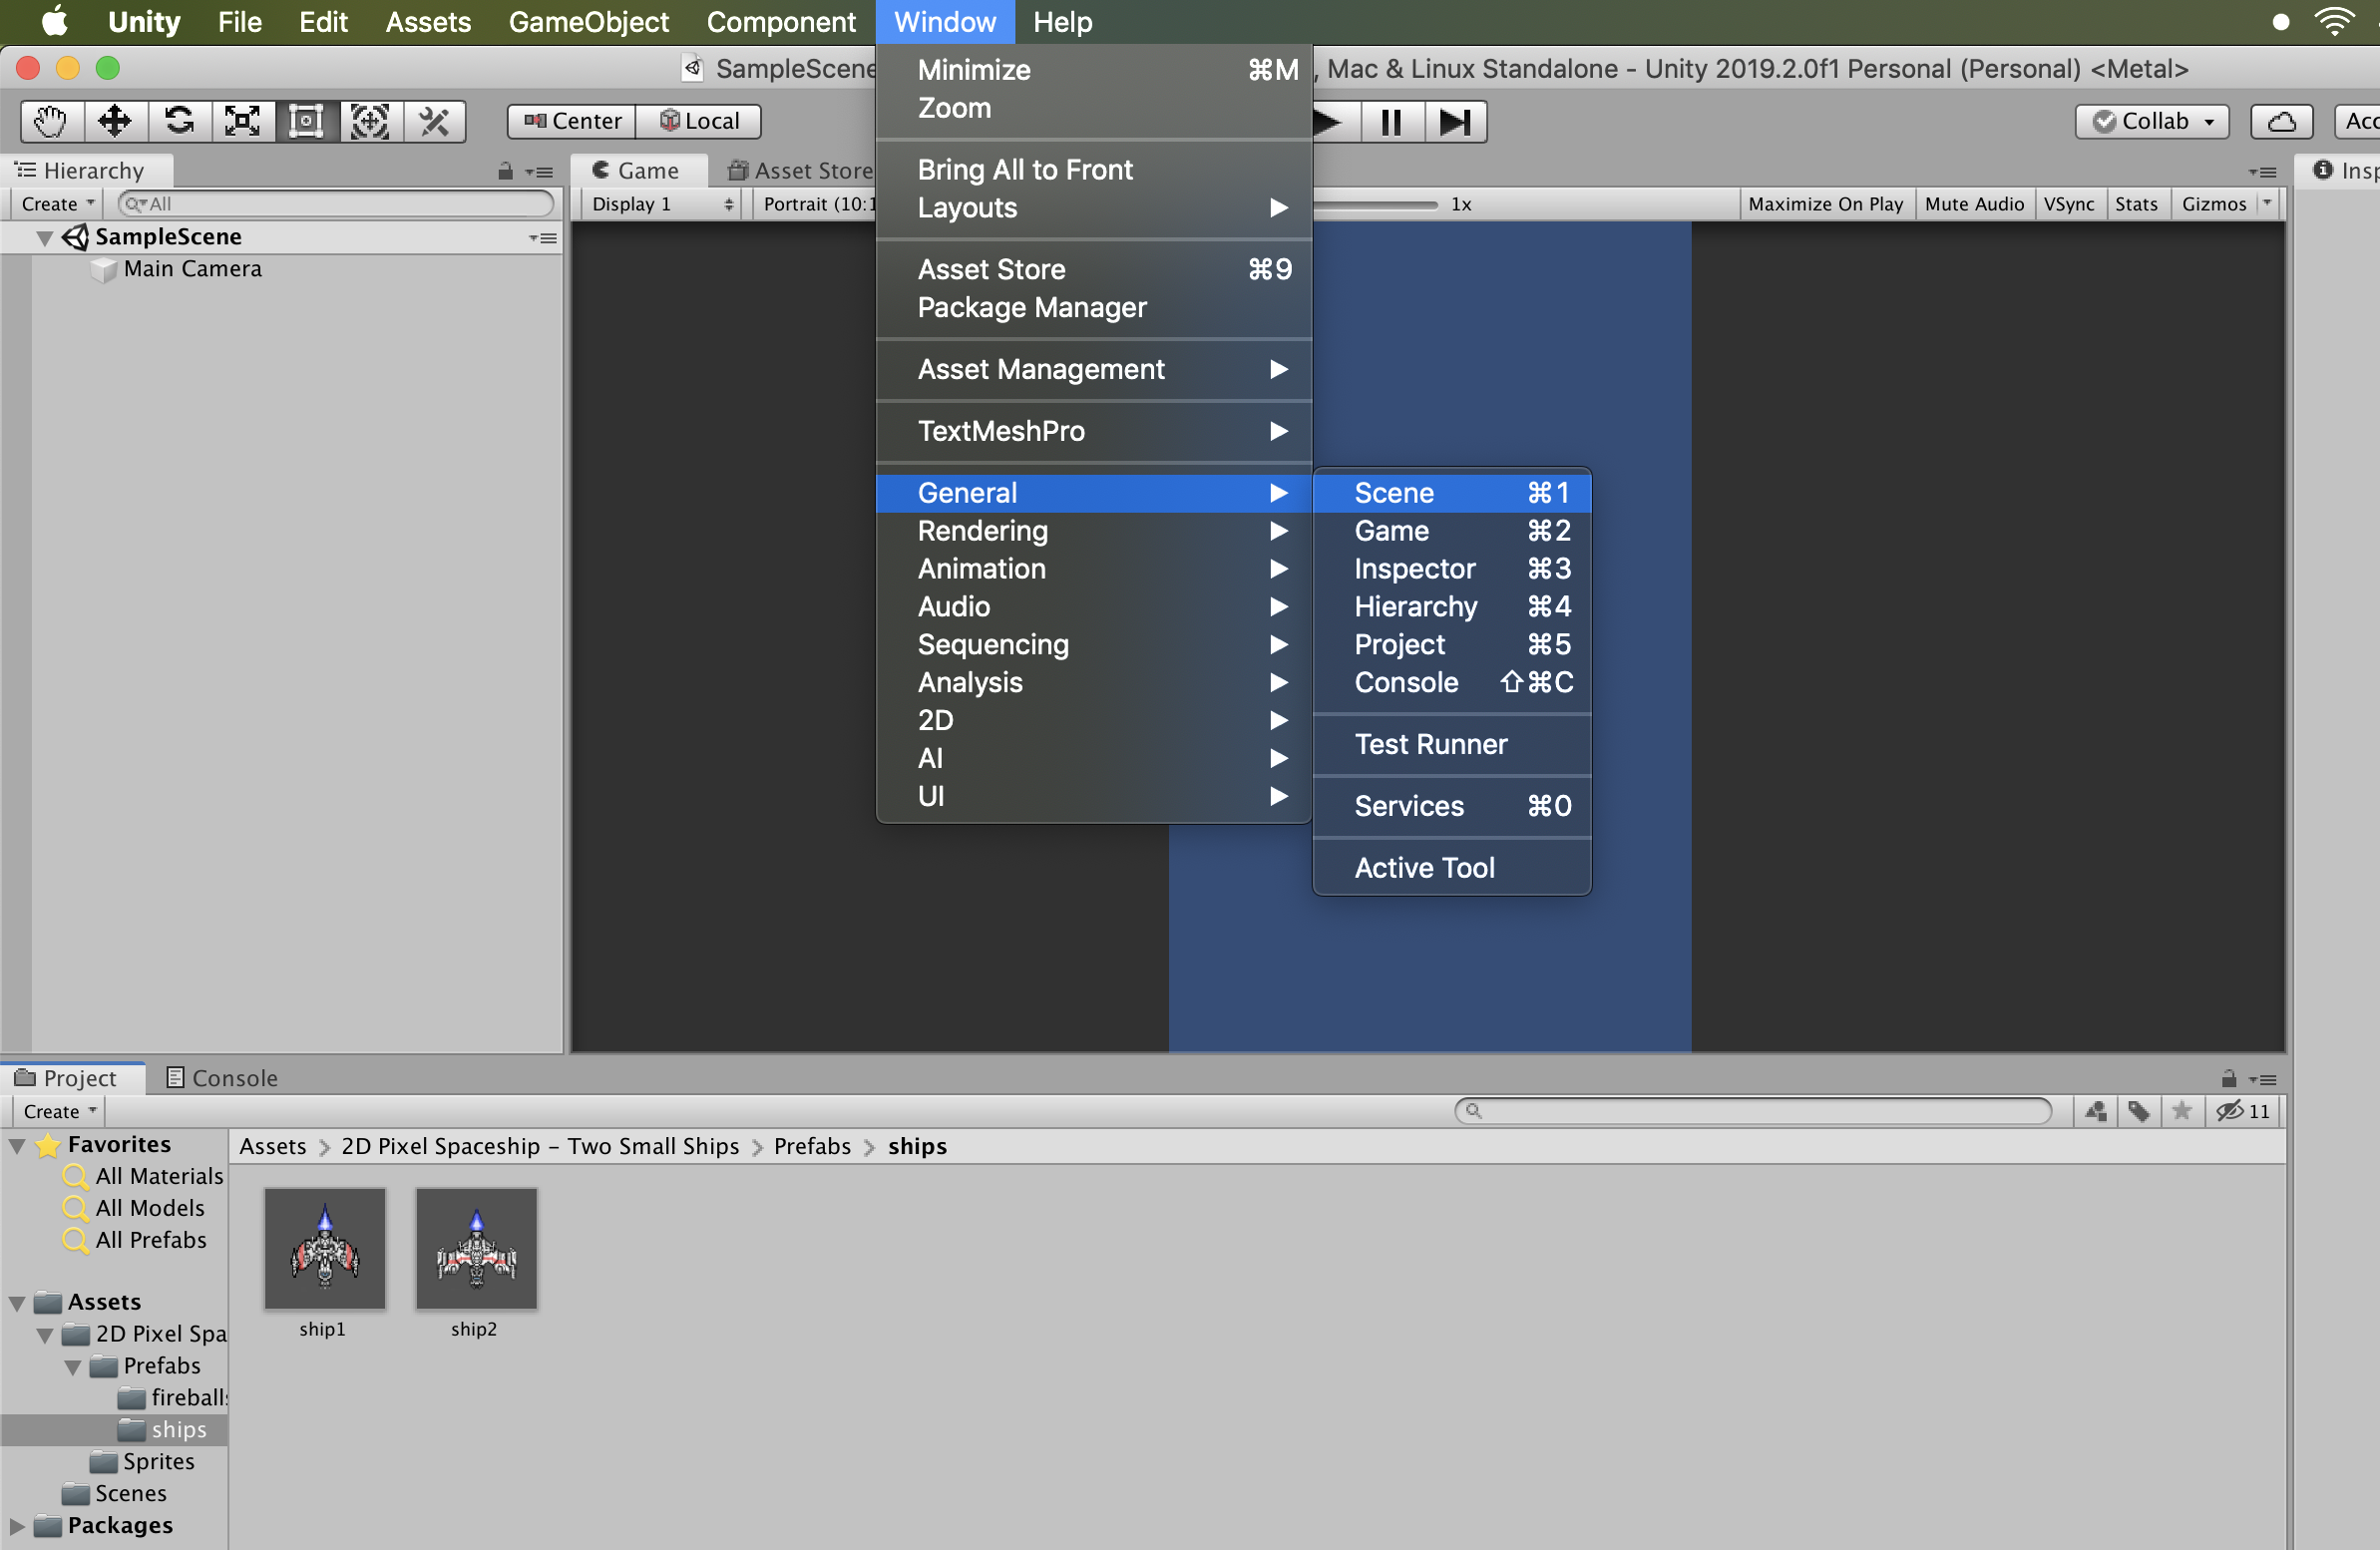 Unity File Edit Assets GameObject Component Window Help
SampleScene , Mac & Linux Standalone - Unity 2019.2.0f1 Personal (Personal) <Metal>
Center Local Collab
Hierarchy Game Asset Store
Create All Display 1 Portrait (10:1 1x Maximize On Play Mute Audio VSync Stats Gizmos
SampleScene
Main Camera
Minimize ⌘M
Zoom
Bring All to Front
Layouts
Asset Store ⌘9
Package Manager
Asset Management
TextMeshPro
General
Rendering
Animation
Audio
Sequencing
Analysis
2D
AI
UI
Scene ⌘1
Game ⌘2
Inspector ⌘3
Hierarchy ⌘4
Project ⌘5
Console ⇧⌘C
Test Runner
Services ⌘0
Active Tool
Project Console
Create 11
Favorites
All Materials
All Models
All Prefabs
Assets
2D Pixel Spa
Prefabs
fireballs
ships
Sprites
Scenes
Packages
Assets > 2D Pixel Spaceship - Two Small Ships > Prefabs > ships
ship1 ship2